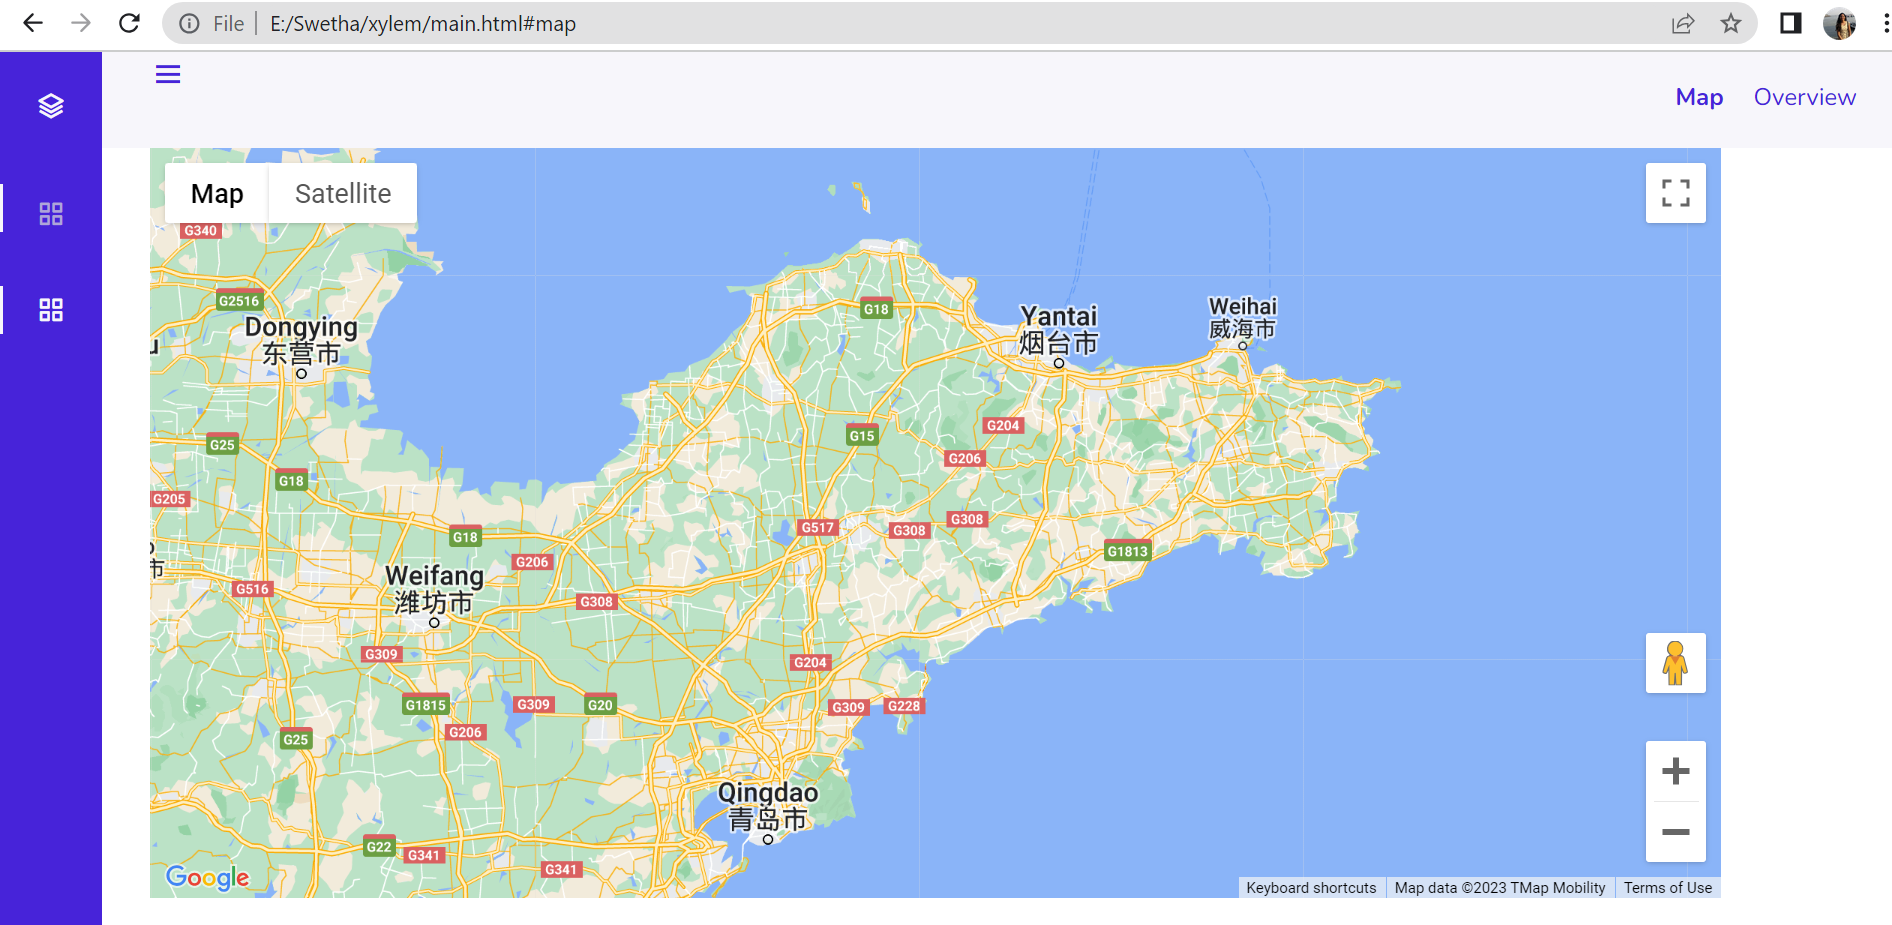 File
E:/Swetha/xylem/main.html#map
Map Overview
Map Satellite
G340
G2516
Dongying
东营市
G18
Yantai
烟台市
Weihai
威海市
G25
G18
G15
G204
G206
G205
G18
G517
G308
G308
G206
G1813
市
Weifang
潍坊市
G516
G308
G309
G204
G1815
G309
G20
G309
G228
G206
G25
Qingdao
青岛市
G22
G341
G341
Google
Keyboard shortcuts Map data ©2023 TMap Mobility Terms of Use